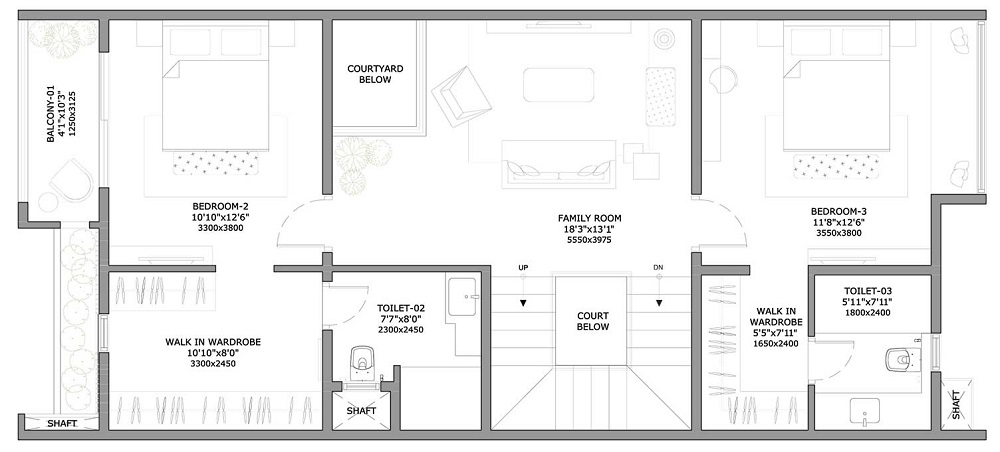 BALCONY-01
4'1"x10'3"
1250x3125
COURTYARD
BELOW
BEDROOM-2
10'10"x12'6"
3300x3800
FAMILY ROOM
18'3"x13'1"
5550x3975
BEDROOM-3
11'8"x12'6"
3550x3800
UP
DN
TOILET-02
7'7"x8'0"
2300x2450
COURT
BELOW
WALK IN
WARDROBE
5'5"x7'11"
1650x2400
TOILET-03
5'11"x7'11"
1800x2400
WALK IN WARDROBE
10'10"x8'0"
3300x2450
SHAFT
SHAFT
SHAFT